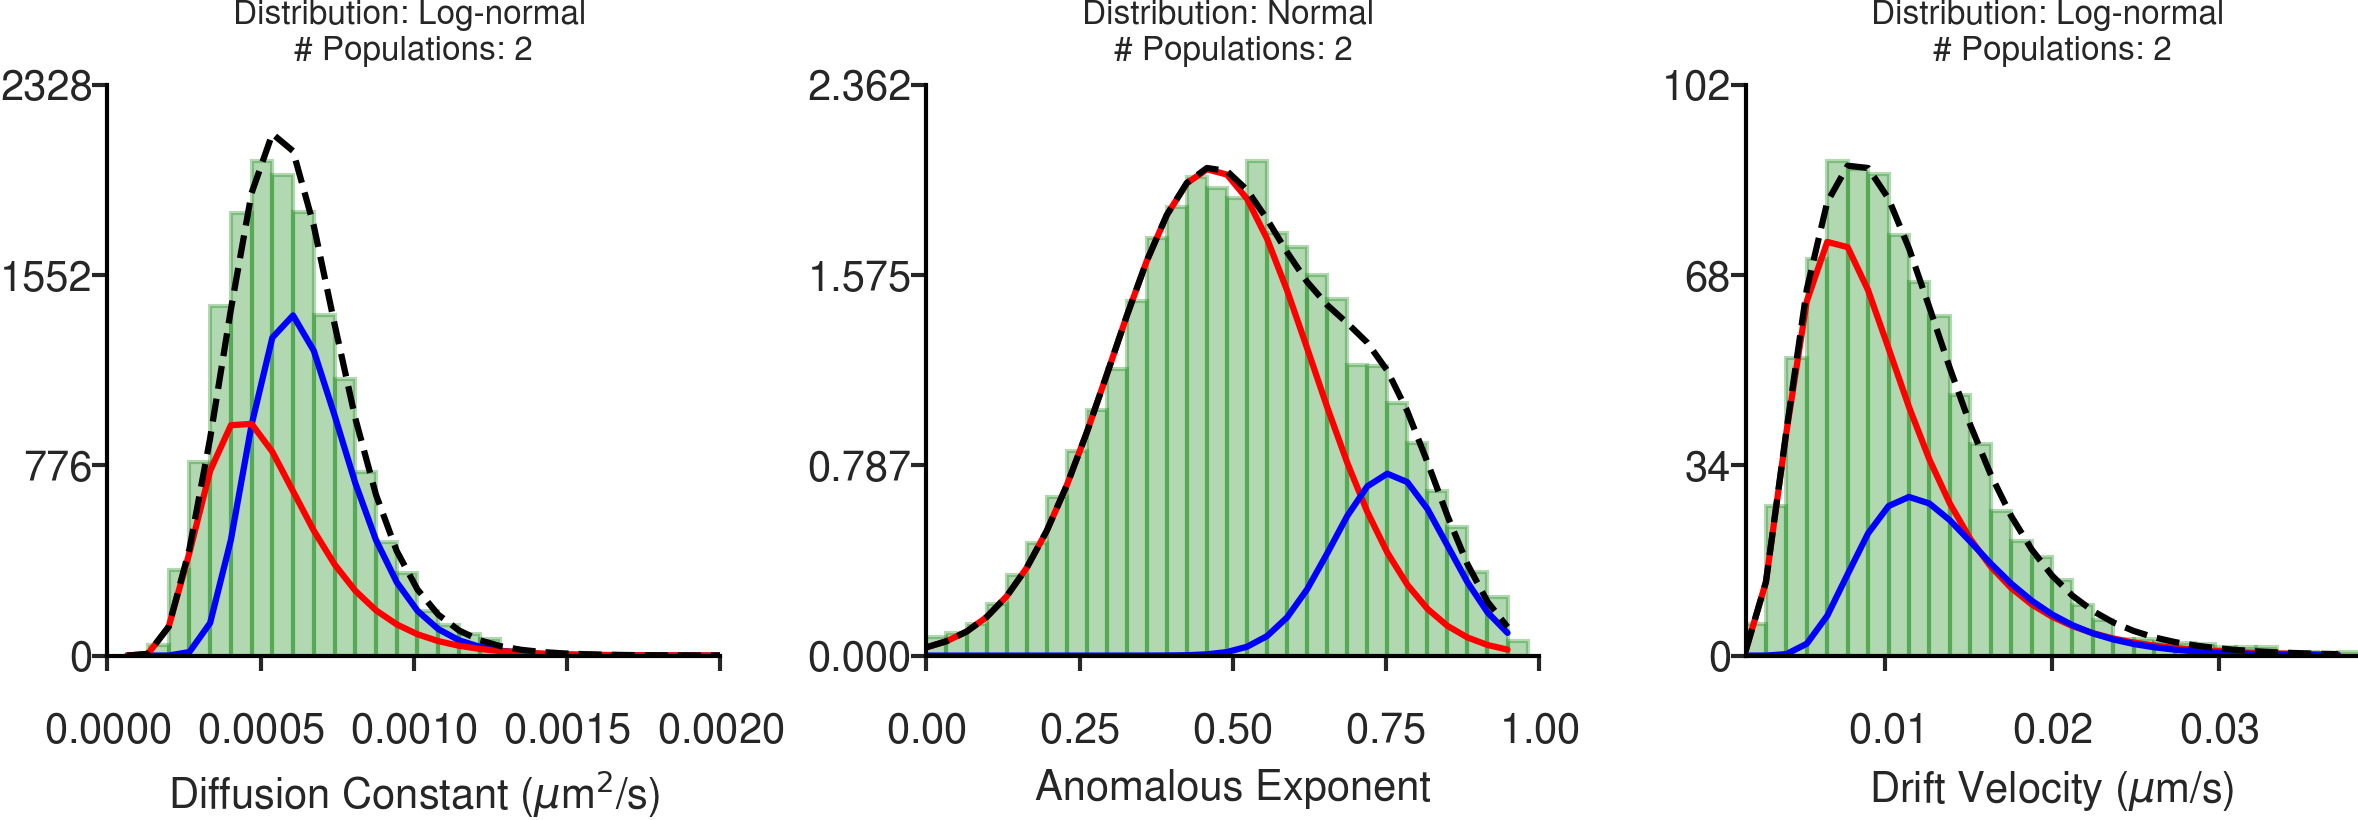 Distribution: Log-normal
# Populations: 2
2328
1552
776
0
0.0000 0.0005 0.0010 0.0015 0.0020
Diffusion Constant (μm²/s)
Distribution: Normal
# Populations: 2
2.362
1.575
0.787
0.000
0.00 0.25 0.50 0.75 1.00
Anomalous Exponent
Distribution: Log-normal
# Populations: 2
102
68
34
0
0.01 0.02 0.03
Drift Velocity (μm/s)